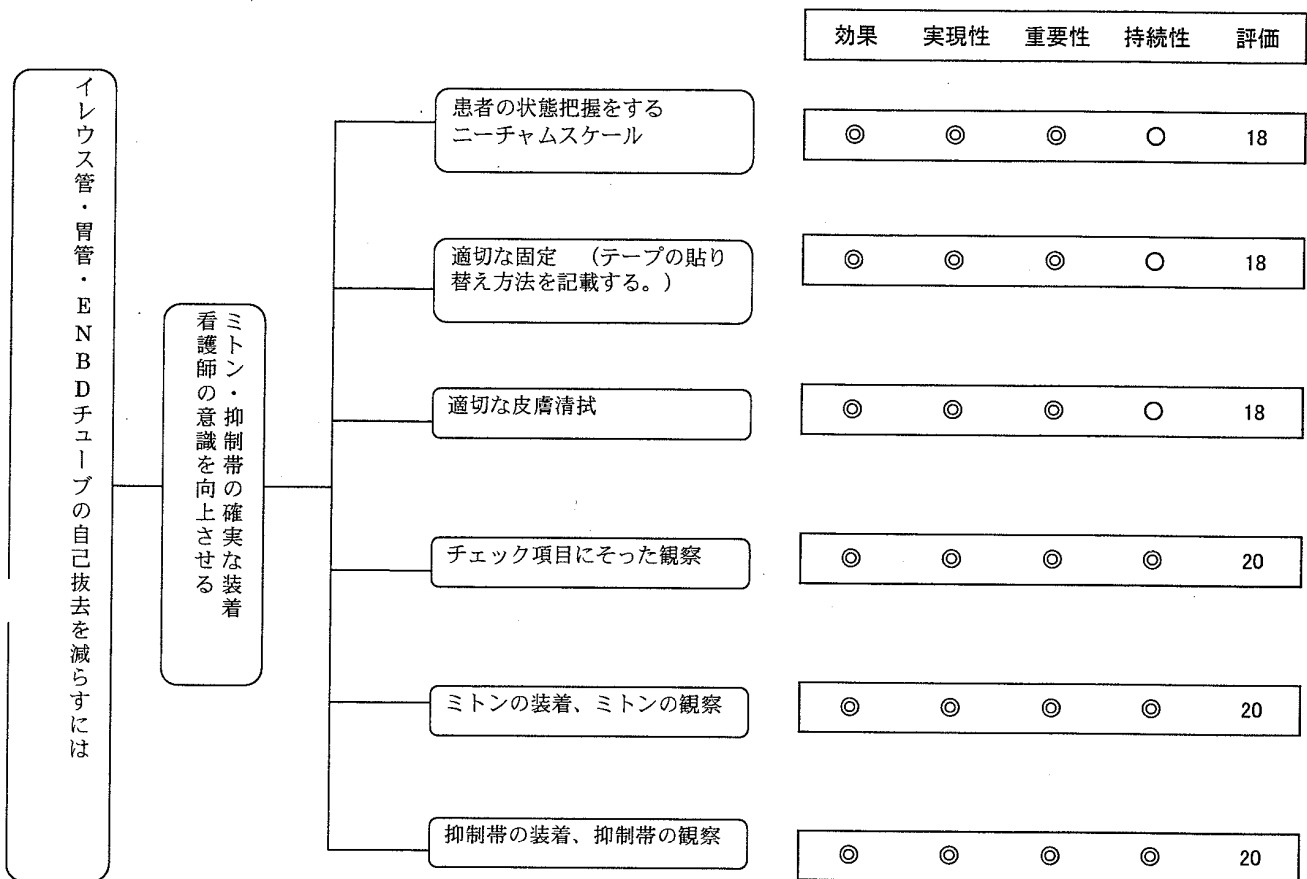 効果 実現性 重要性 持続性 評価
イレウス管・胃管・ENBDチューブの自己抜去を減らすには
ミトン・抑制帯の確実な装着
看護師の意識を向上させる
患者の状態把握をする
ニーチャムスケール
◎ ◎ ◎ ○ 18
適切な固定 (テープの貼り
替え方法を記載する。)
◎ ◎ ◎ ○ 18
適切な皮膚清拭
◎ ◎ ◎ ○ 18
チェック項目にそった観察
◎ ◎ ◎ ◎ 20
ミトンの装着、ミトンの観察
◎ ◎ ◎ ◎ 20
抑制帯の装着、抑制帯の観察
◎ ◎ ◎ ◎ 20